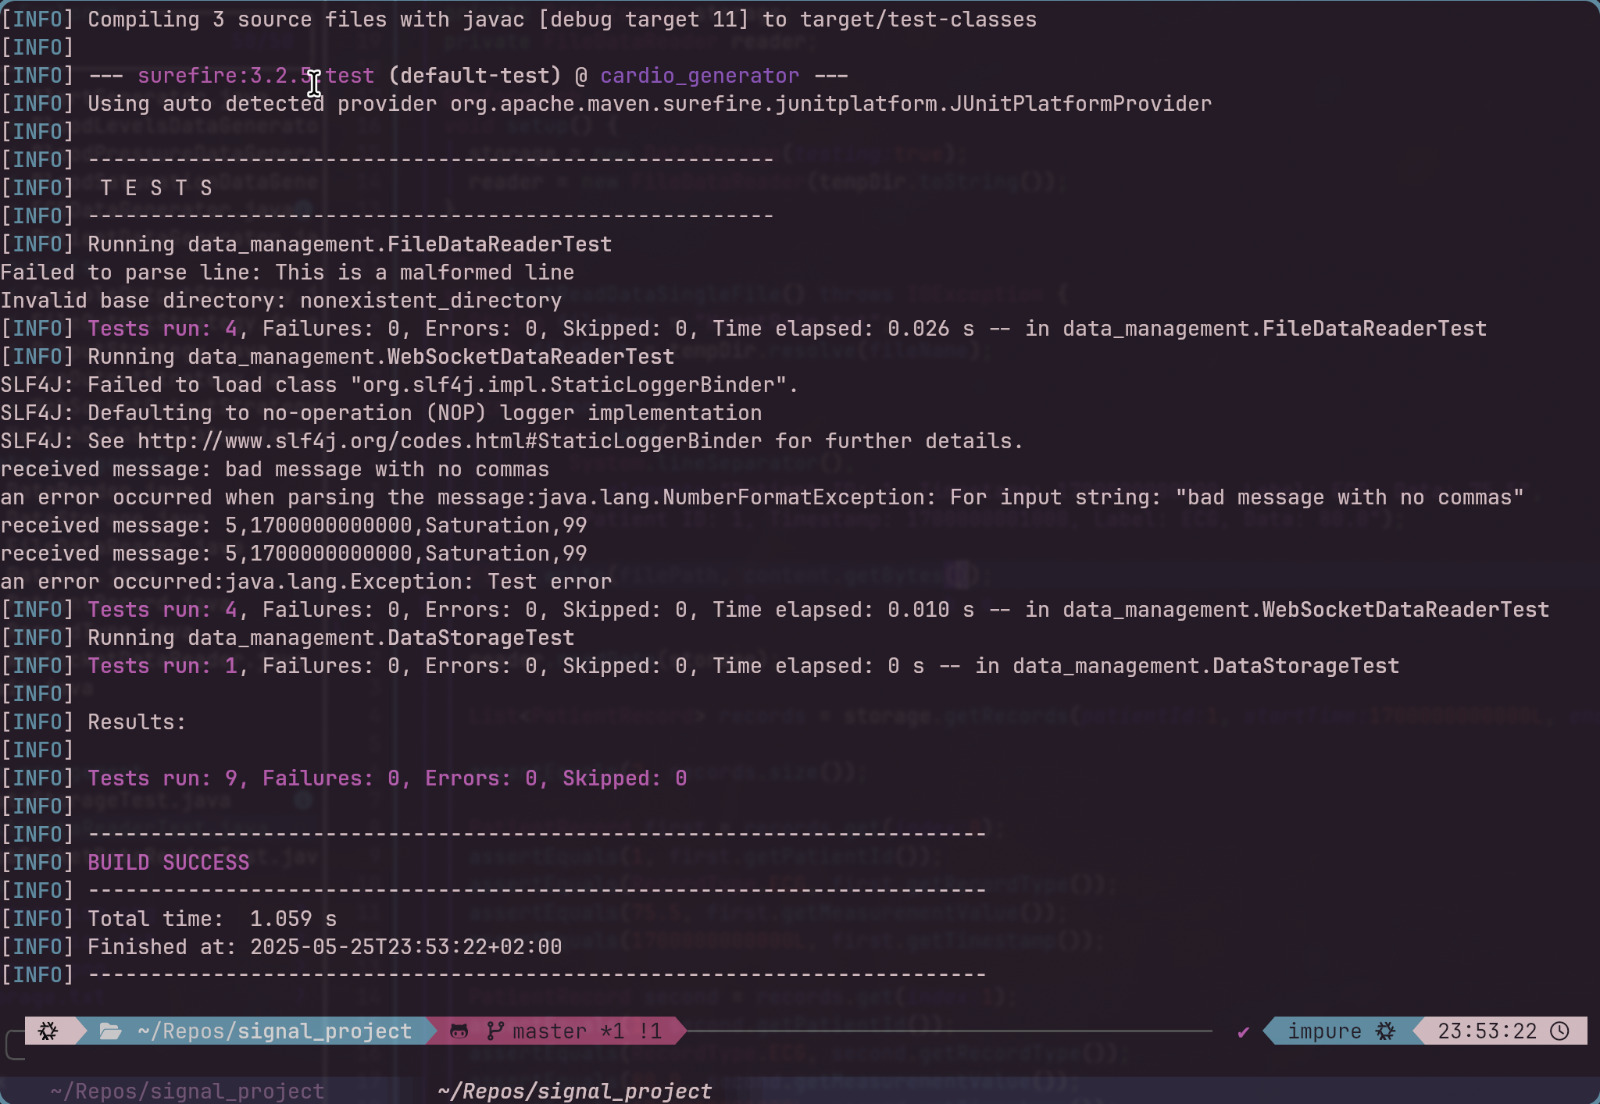 [INFO] Compiling 3 source files with javac [debug target 11] to target/test-classes
[INFO]
[INFO] --- surefire:3.2.5:test (default-test) @ cardio_generator ---
[INFO] Using auto detected provider org.apache.maven.surefire.junitplatform.JUnitPlatformProvider
[INFO]
[INFO] -------------------------------------------------------
[INFO]  T E S T S
[INFO] -------------------------------------------------------
[INFO] Running data_management.FileDataReaderTest
Failed to parse line: This is a malformed line
Invalid base directory: nonexistent_directory
[INFO] Tests run: 4, Failures: 0, Errors: 0, Skipped: 0, Time elapsed: 0.026 s -- in data_management.FileDataReaderTest
[INFO] Running data_management.WebSocketDataReaderTest
SLF4J: Failed to load class "org.slf4j.impl.StaticLoggerBinder".
SLF4J: Defaulting to no-operation (NOP) logger implementation
SLF4J: See http://www.slf4j.org/codes.html#StaticLoggerBinder for further details.
received message: bad message with no commas
an error occurred when parsing the message:java.lang.NumberFormatException: For input string: "bad message with no commas"
received message: 5,1700000000000,Saturation,99
received message: 5,1700000000000,Saturation,99
an error occurred:java.lang.Exception: Test error
[INFO] Tests run: 4, Failures: 0, Errors: 0, Skipped: 0, Time elapsed: 0.010 s -- in data_management.WebSocketDataReaderTest
[INFO] Running data_management.DataStorageTest
[INFO] Tests run: 1, Failures: 0, Errors: 0, Skipped: 0, Time elapsed: 0 s -- in data_management.DataStorageTest
[INFO]
[INFO] Results:
[INFO]
[INFO] Tests run: 9, Failures: 0, Errors: 0, Skipped: 0
[INFO]
[INFO] ------------------------------------------------------------------------
[INFO] BUILD SUCCESS
[INFO] ------------------------------------------------------------------------
[INFO] Total time:  1.059 s
[INFO] Finished at: 2025-05-25T23:53:22+02:00
[INFO] ------------------------------------------------------------------------
~/Repos/signal_project master *1 !1 ✔ impure 23:53:22
~/Repos/signal_project ~/Repos/signal_project